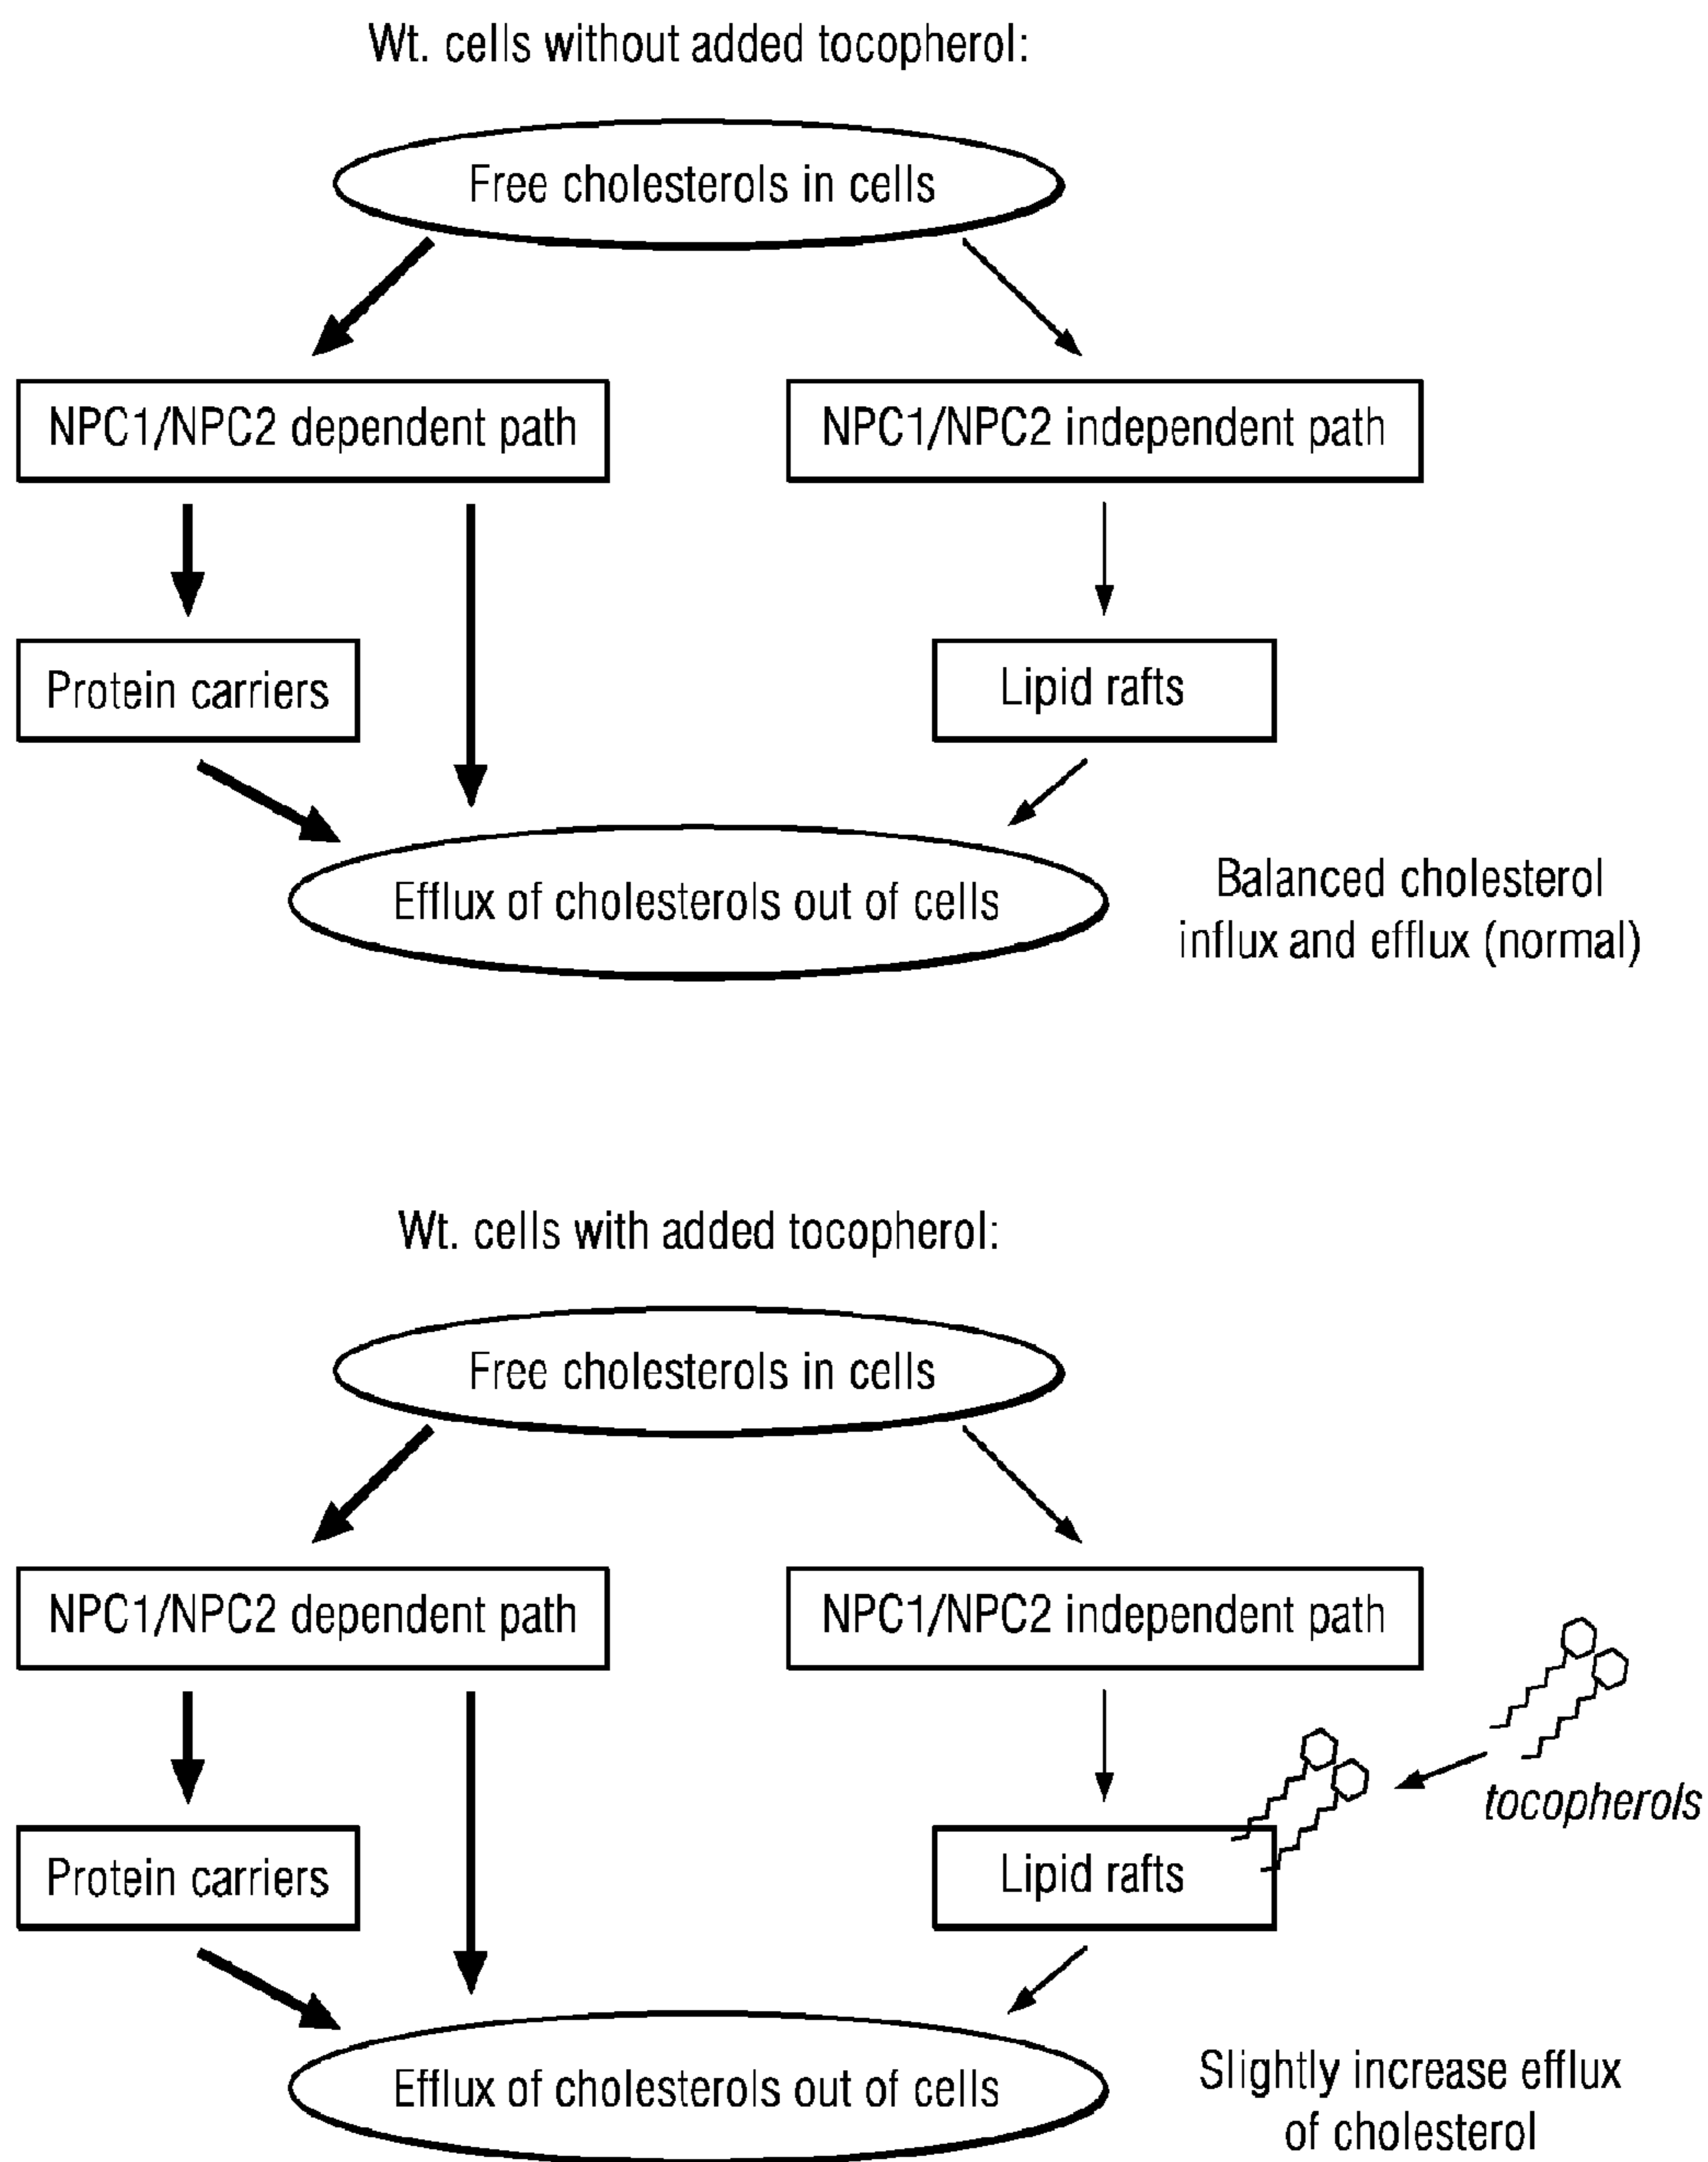 Wt. cells without added tocopherol:
Free cholesterols in cells
NPC1/NPC2 dependent path
NPC1/NPC2 independent path
Protein carriers
Lipid rafts
Efflux of cholesterols out of cells
Balanced cholesterol
influx and efflux (normal)
Wt. cells with added tocopherol:
Free cholesterols in cells
NPC1/NPC2 dependent path
NPC1/NPC2 independent path
tocopherols
Protein carriers
Lipid rafts
Efflux of cholesterols out of cells
Slightly increase efflux
of cholesterol